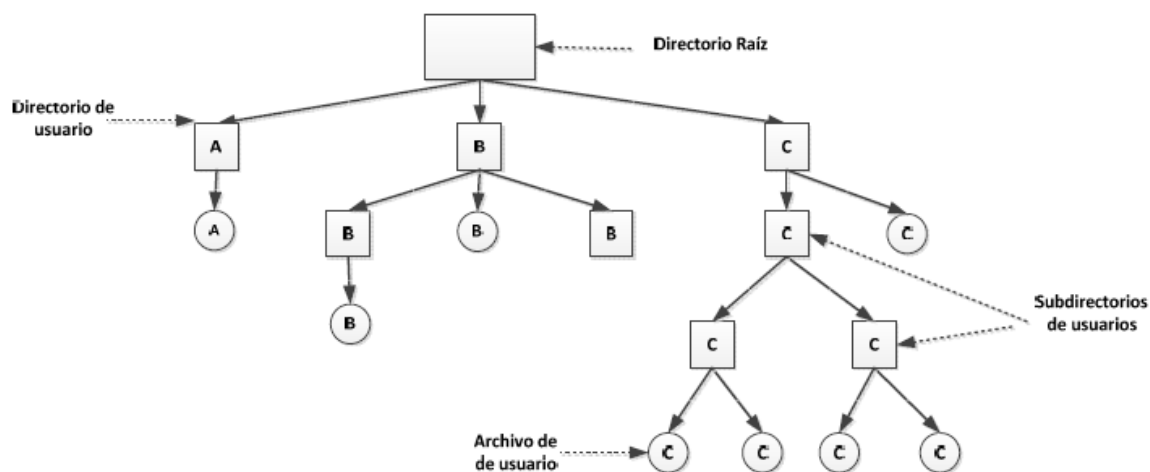 Directorio Raíz
Directorio de
usuario
A
B
C
A
B
B
B
C
C
B
Subdirectorios
de usuarios
C
C
Archivo de
de usuario
C
C
C
C